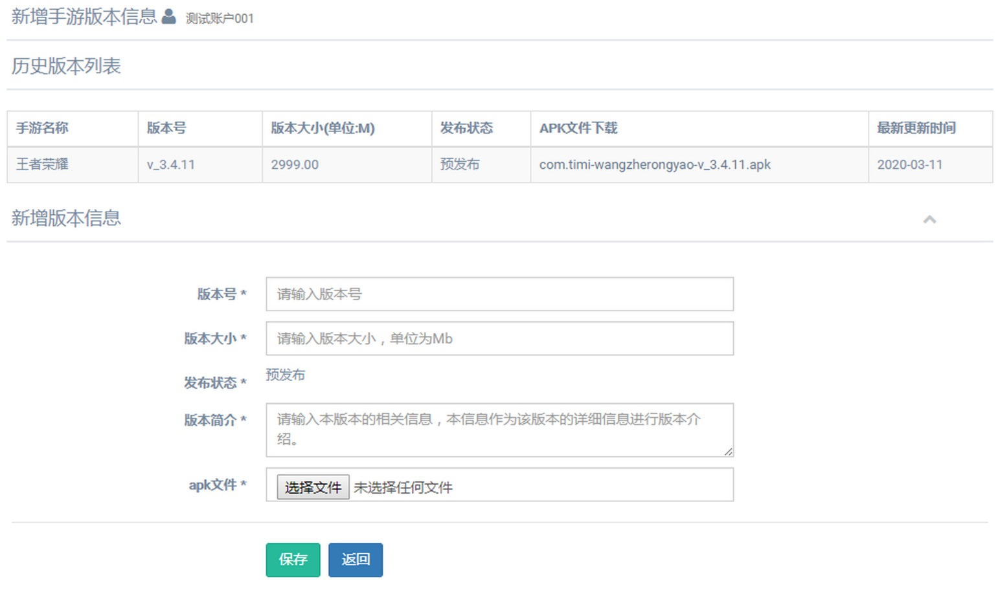 新增手游版本信息 测试账户001
历史版本列表
手游名称 版本号 版本大小(单位:M) 发布状态 APK文件下载 最新更新时间
王者荣耀 v_3.4.11 2999.00 预发布 com.timi-wangzherongyao-v_3.4.11.apk 2020-03-11
新增版本信息
版本号 * 请输入版本号
版本大小 * 请输入版本大小，单位为Mb
发布状态 * 预发布
版本简介 * 请输入本版本的相关信息，本信息作为该版本的详细信息进行版本介
绍。
apk文件 * 选择文件 未选择任何文件
保存 返回